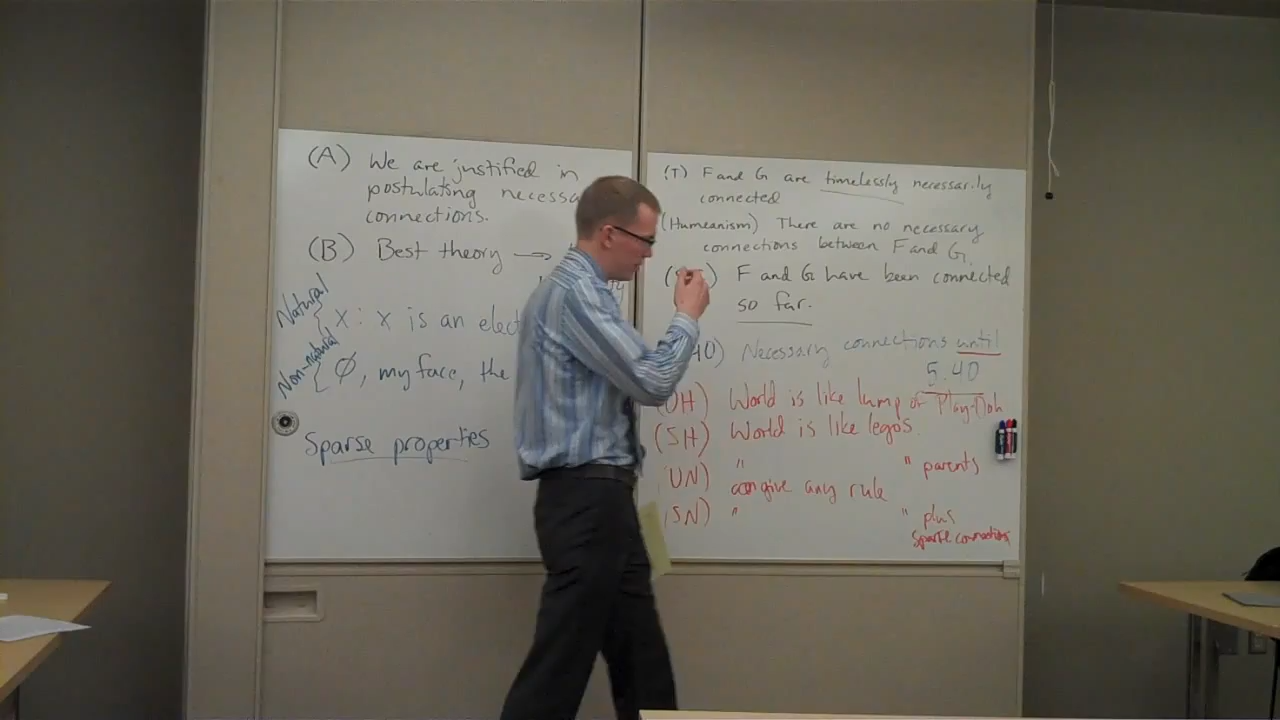 (A) We are justified in
postulating
connections.
(B) Best theory →
Natural
{ x: x is an
Non-natural
{ Ø, my face, the
Sparse properties
(T) F and G are timelessly necessarily
connected
(Humeanism) There are no necessary
connections between F and G.
F and G have been connected
so far.
Necessary connections until
5.40
World is like lump of Play-Doh
(SH) World is like legos
UN) " " parents
can give any rule
(SN) " " plus
Sparse connections